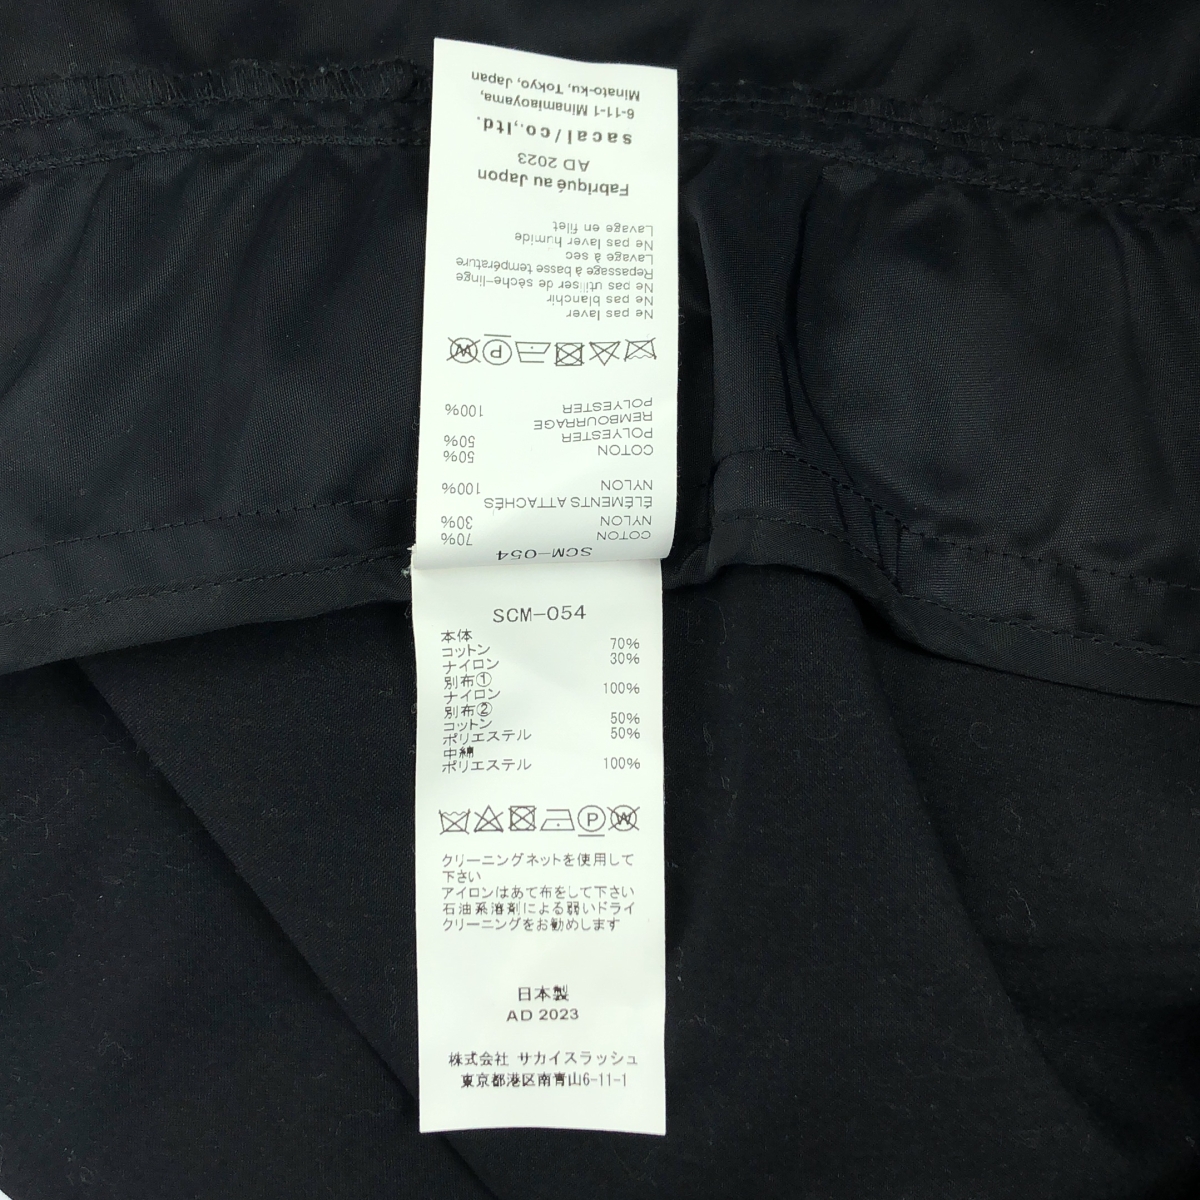 SCM-054
本体
コットン 70%
ナイロン 30%
別布①
ナイロン 100%
別布②
コットン 50%
ポリエステル 50%
中綿
ポリエステル 100%
P W
クリーニングネットを使用して
下さい
アイロンはあて布をして下さい
石油系溶剤による弱いドライ
クリーニングをお勧めします
日本製
AD 2023
株式会社 サカイスラッシュ
東京都港区南青山6-11-1
SCM-054
COTON 70%
NYLON 30%
ÉLÉMENTS ATTACHÉS
NYLON 100%
COTON 50%
POLYESTER 50%
REMBOURRAGE
POLYESTER 100%
P W
Ne pas laver
Ne pas blanchir
Ne pas utiliser de sèche-linge
Repassage à basse température
Lavage à sec
Ne pas laver humide
Lavage en filet
Fabriqué au Japon
AD 2023
sacaI/co.,ltd.
6-11-1 Minamiaoyama,
Minato-ku, Tokyo, Japan